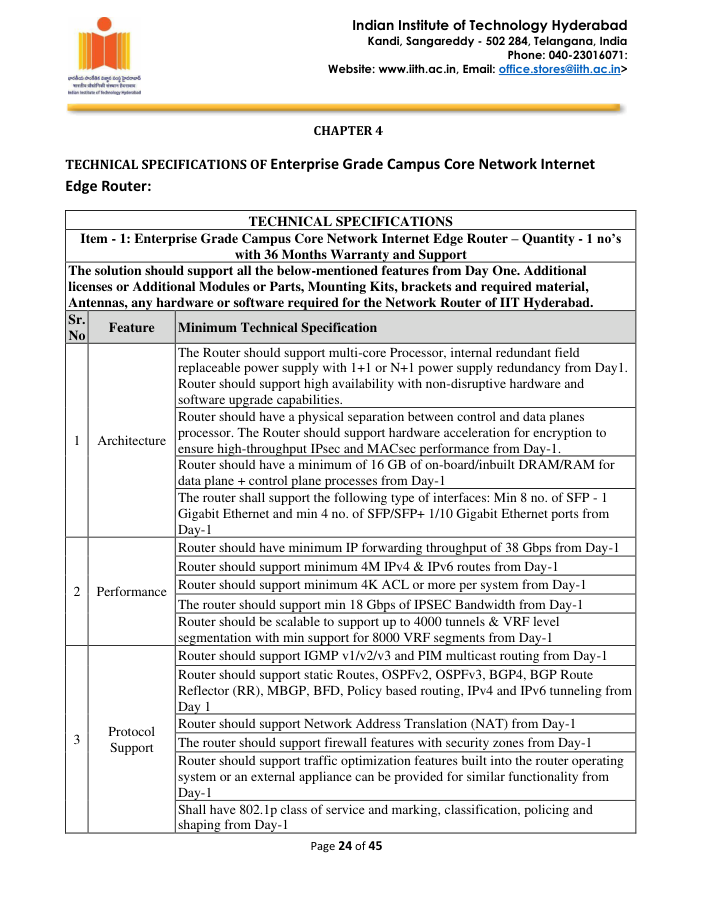 Indian Institute of Technology Hyderabad
Kandi, Sangareddy - 502 284, Telangana, India
Phone: 040-23016071:
Website: www.iith.ac.in, Email: office.stores@iith.ac.in>
Indian Institute of Technology Hyderabad
CHAPTER 4
TECHNICAL SPECIFICATIONS OF Enterprise Grade Campus Core Network Internet
Edge Router:
TECHNICAL SPECIFICATIONS
Item - 1: Enterprise Grade Campus Core Network Internet Edge Router – Quantity - 1 no’s
with 36 Months Warranty and Support
The solution should support all the below-mentioned features from Day One. Additional
licenses or Additional Modules or Parts, Mounting Kits, brackets and required material,
Antennas, any hardware or software required for the Network Router of IIT Hyderabad.
Sr.
No
Feature
Minimum Technical Specification
1
Architecture
The Router should support multi-core Processor, internal redundant field
replaceable power supply with 1+1 or N+1 power supply redundancy from Day1.
Router should support high availability with non-disruptive hardware and
software upgrade capabilities.
Router should have a physical separation between control and data planes
processor. The Router should support hardware acceleration for encryption to
ensure high-throughput IPsec and MACsec performance from Day-1.
Router should have a minimum of 16 GB of on-board/inbuilt DRAM/RAM for
data plane + control plane processes from Day-1
The router shall support the following type of interfaces: Min 8 no. of SFP - 1
Gigabit Ethernet and min 4 no. of SFP/SFP+ 1/10 Gigabit Ethernet ports from
Day-1
2
Performance
Router should have minimum IP forwarding throughput of 38 Gbps from Day-1
Router should support minimum 4M IPv4 & IPv6 routes from Day-1
Router should support minimum 4K ACL or more per system from Day-1
The router should support min 18 Gbps of IPSEC Bandwidth from Day-1
Router should be scalable to support up to 4000 tunnels & VRF level
segmentation with min support for 8000 VRF segments from Day-1
3
Protocol
Support
Router should support IGMP v1/v2/v3 and PIM multicast routing from Day-1
Router should support static Routes, OSPFv2, OSPFv3, BGP4, BGP Route
Reflector (RR), MBGP, BFD, Policy based routing, IPv4 and IPv6 tunneling from
Day 1
Router should support Network Address Translation (NAT) from Day-1
The router should support firewall features with security zones from Day-1
Router should support traffic optimization features built into the router operating
system or an external appliance can be provided for similar functionality from
Day-1
Shall have 802.1p class of service and marking, classification, policing and
shaping from Day-1
Page 24 of 45